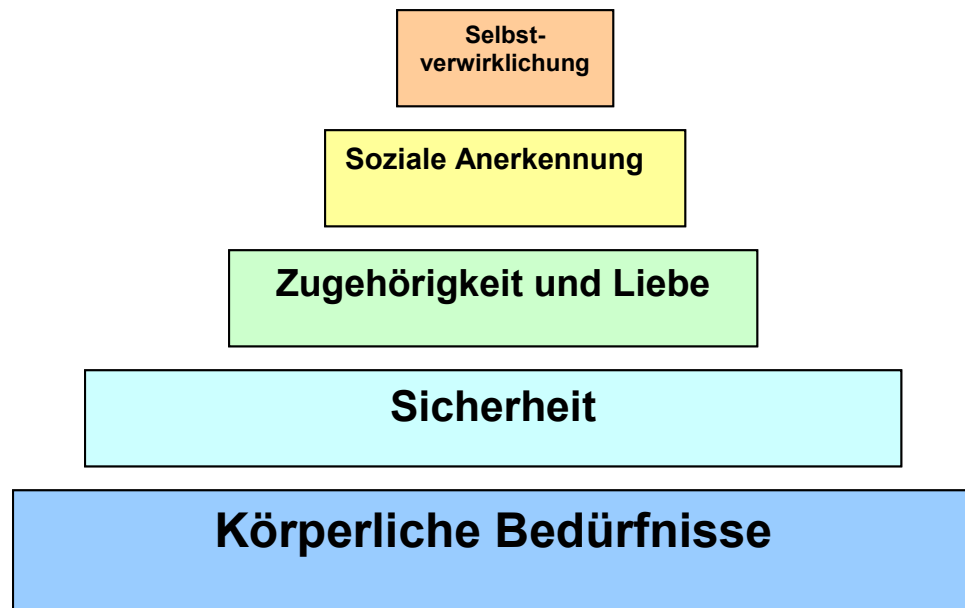 Selbst-
verwirklichung
Soziale Anerkennung
Zugehörigkeit und Liebe
Sicherheit
Körperliche Bedürfnisse